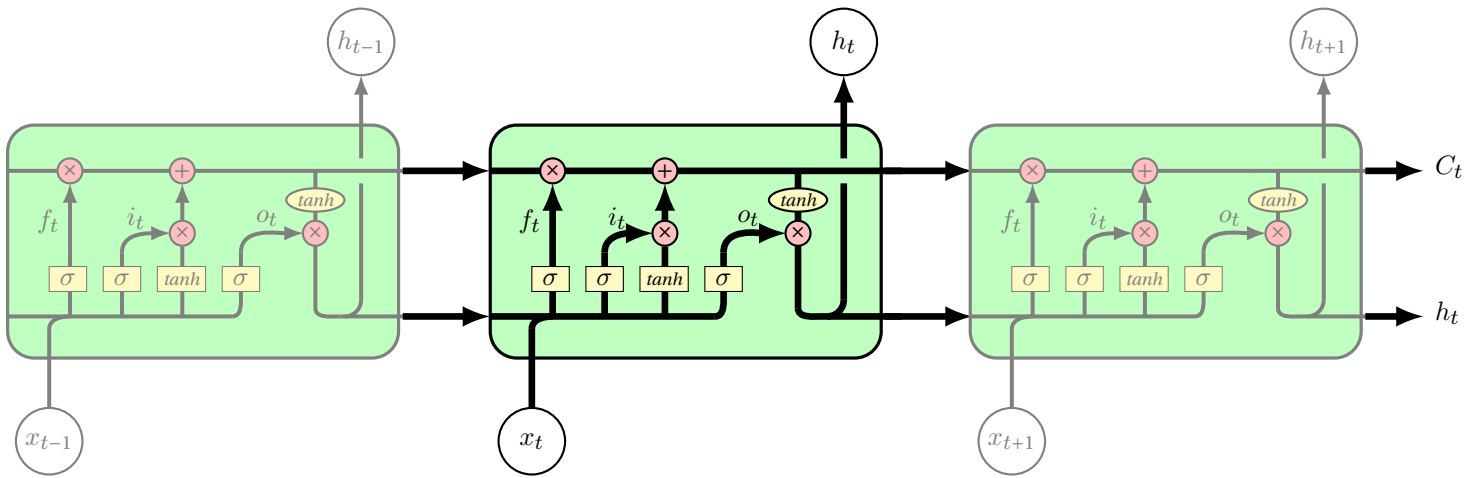 h_{t−1} h_t h_{t+1}
× + × + × + C_t
tanh tanh tanh
f_t i_t × o_t × f_t i_t × o_t × f_t i_t × o_t ×
σ σ tanh σ σ σ tanh σ σ σ tanh σ
h_t
x_{t−1} x_t x_{t+1}